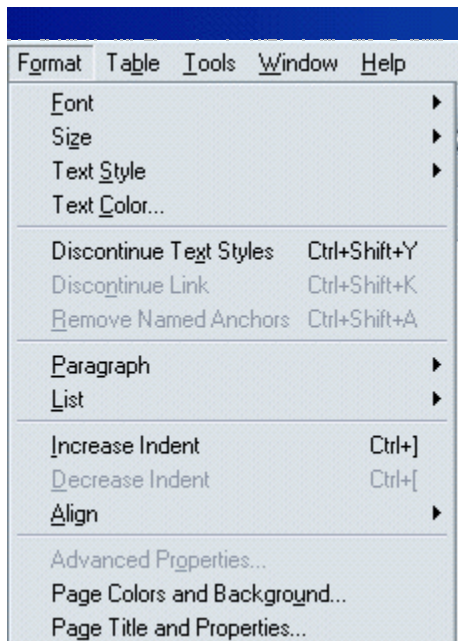 Format Table Tools Window Help
Font
Size
Text Style
Text Color...
Discontinue Text Styles Ctrl+Shift+Y
Discontinue Link Ctrl+Shift+K
Remove Named Anchors Ctrl+Shift+A
Paragraph
List
Increase Indent Ctrl+]
Decrease Indent Ctrl+[
Align
Advanced Properties...
Page Colors and Background...
Page Title and Properties...